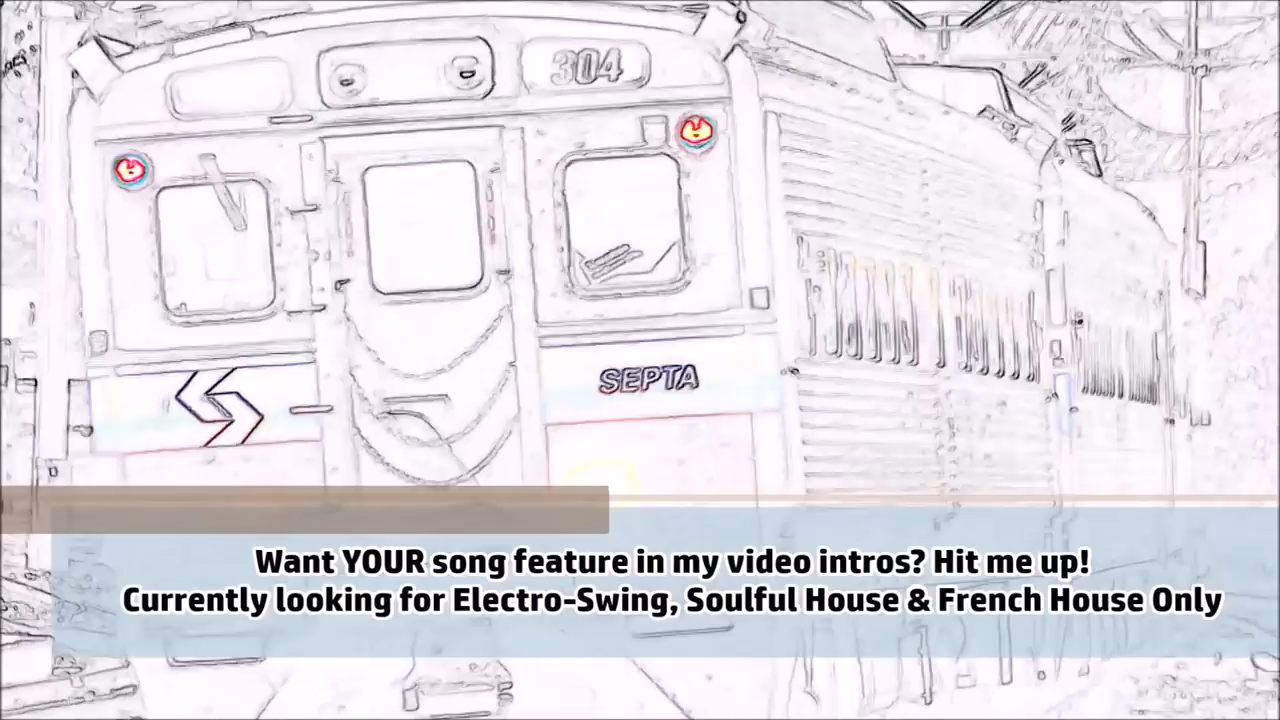 304
SEPTA
Want YOUR song feature in my video intros? Hit me up!
Currently looking for Electro-Swing, Soulful House & French House Only